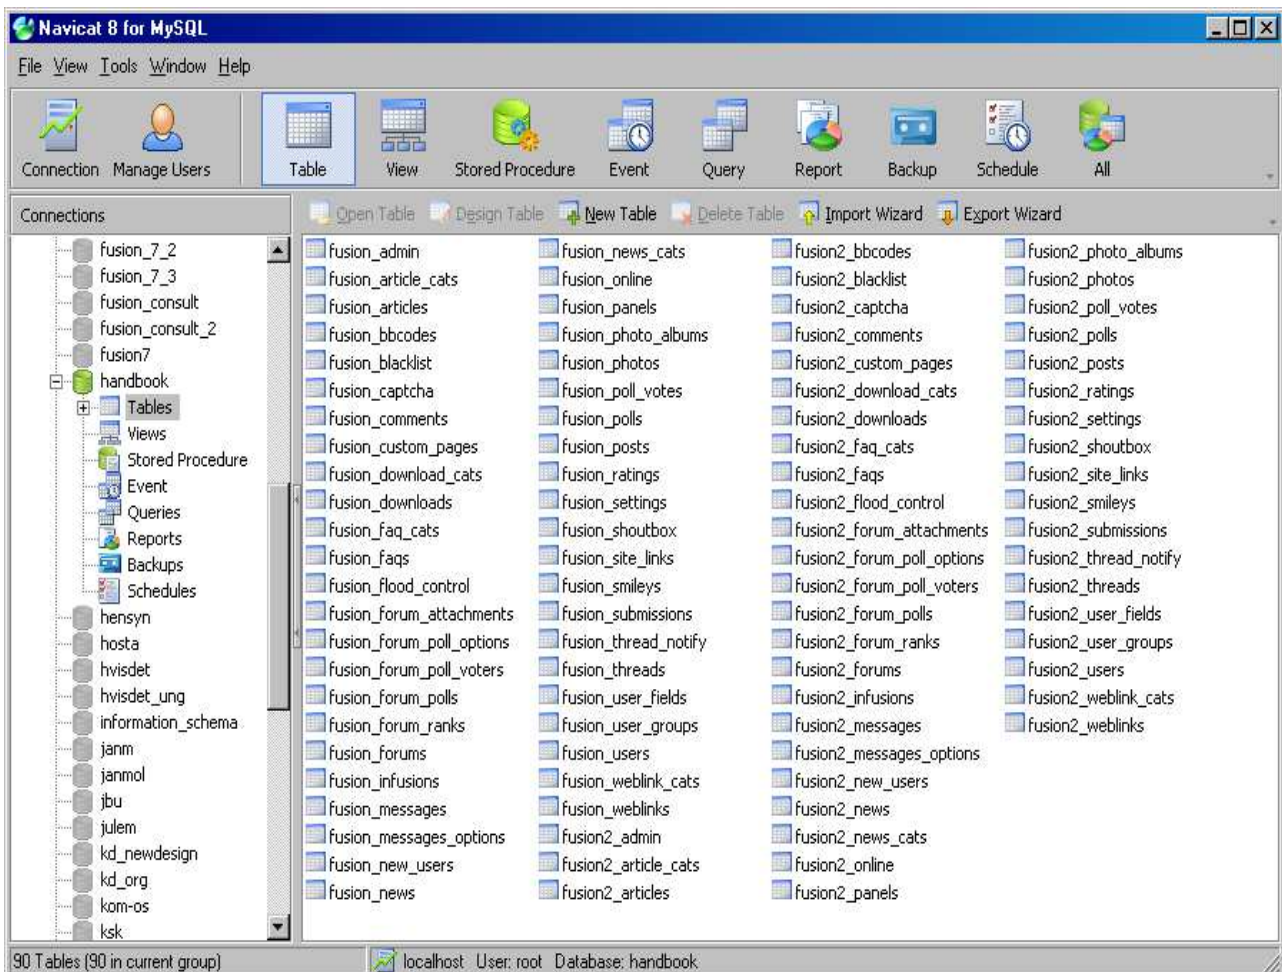 Navicat 8 for MySQL
File View Tools Window Help
Connection Manage Users Table View Stored Procedure Event Query Report Backup Schedule All
Connections
Open Table Design Table New Table Delete Table Import Wizard Export Wizard
fusion_7_2
fusion_7_3
fusion_consult
fusion_consult_2
fusion7
handbook
Tables
Views
Stored Procedure
Event
Queries
Reports
Backups
Schedules
hensyn
hosta
hvisdet
hvisdet_ung
information_schema
janm
janmol
jbu
julem
kd_newdesign
kd_org
kom-os
ksk
fusion_admin
fusion_article_cats
fusion_articles
fusion_bbcodes
fusion_blacklist
fusion_captcha
fusion_comments
fusion_custom_pages
fusion_download_cats
fusion_downloads
fusion_faq_cats
fusion_faqs
fusion_flood_control
fusion_forum_attachments
fusion_forum_poll_options
fusion_forum_poll_voters
fusion_forum_polls
fusion_forum_ranks
fusion_forums
fusion_infusions
fusion_messages
fusion_messages_options
fusion_new_users
fusion_news
fusion_news_cats
fusion_online
fusion_panels
fusion_photo_albums
fusion_photos
fusion_poll_votes
fusion_polls
fusion_posts
fusion_ratings
fusion_settings
fusion_shoutbox
fusion_site_links
fusion_smileys
fusion_submissions
fusion_thread_notify
fusion_threads
fusion_user_fields
fusion_user_groups
fusion_users
fusion_weblink_cats
fusion_weblinks
fusion2_admin
fusion2_article_cats
fusion2_articles
fusion2_bbcodes
fusion2_blacklist
fusion2_captcha
fusion2_comments
fusion2_custom_pages
fusion2_download_cats
fusion2_downloads
fusion2_faq_cats
fusion2_faqs
fusion2_flood_control
fusion2_forum_attachments
fusion2_forum_poll_options
fusion2_forum_poll_voters
fusion2_forum_polls
fusion2_forum_ranks
fusion2_forums
fusion2_infusions
fusion2_messages
fusion2_messages_options
fusion2_new_users
fusion2_news
fusion2_news_cats
fusion2_online
fusion2_panels
fusion2_photo_albums
fusion2_photos
fusion2_poll_votes
fusion2_polls
fusion2_posts
fusion2_ratings
fusion2_settings
fusion2_shoutbox
fusion2_site_links
fusion2_smileys
fusion2_submissions
fusion2_thread_notify
fusion2_threads
fusion2_user_fields
fusion2_user_groups
fusion2_users
fusion2_weblink_cats
fusion2_weblinks
90 Tables (90 in current group) localhost User: root Database: handbook